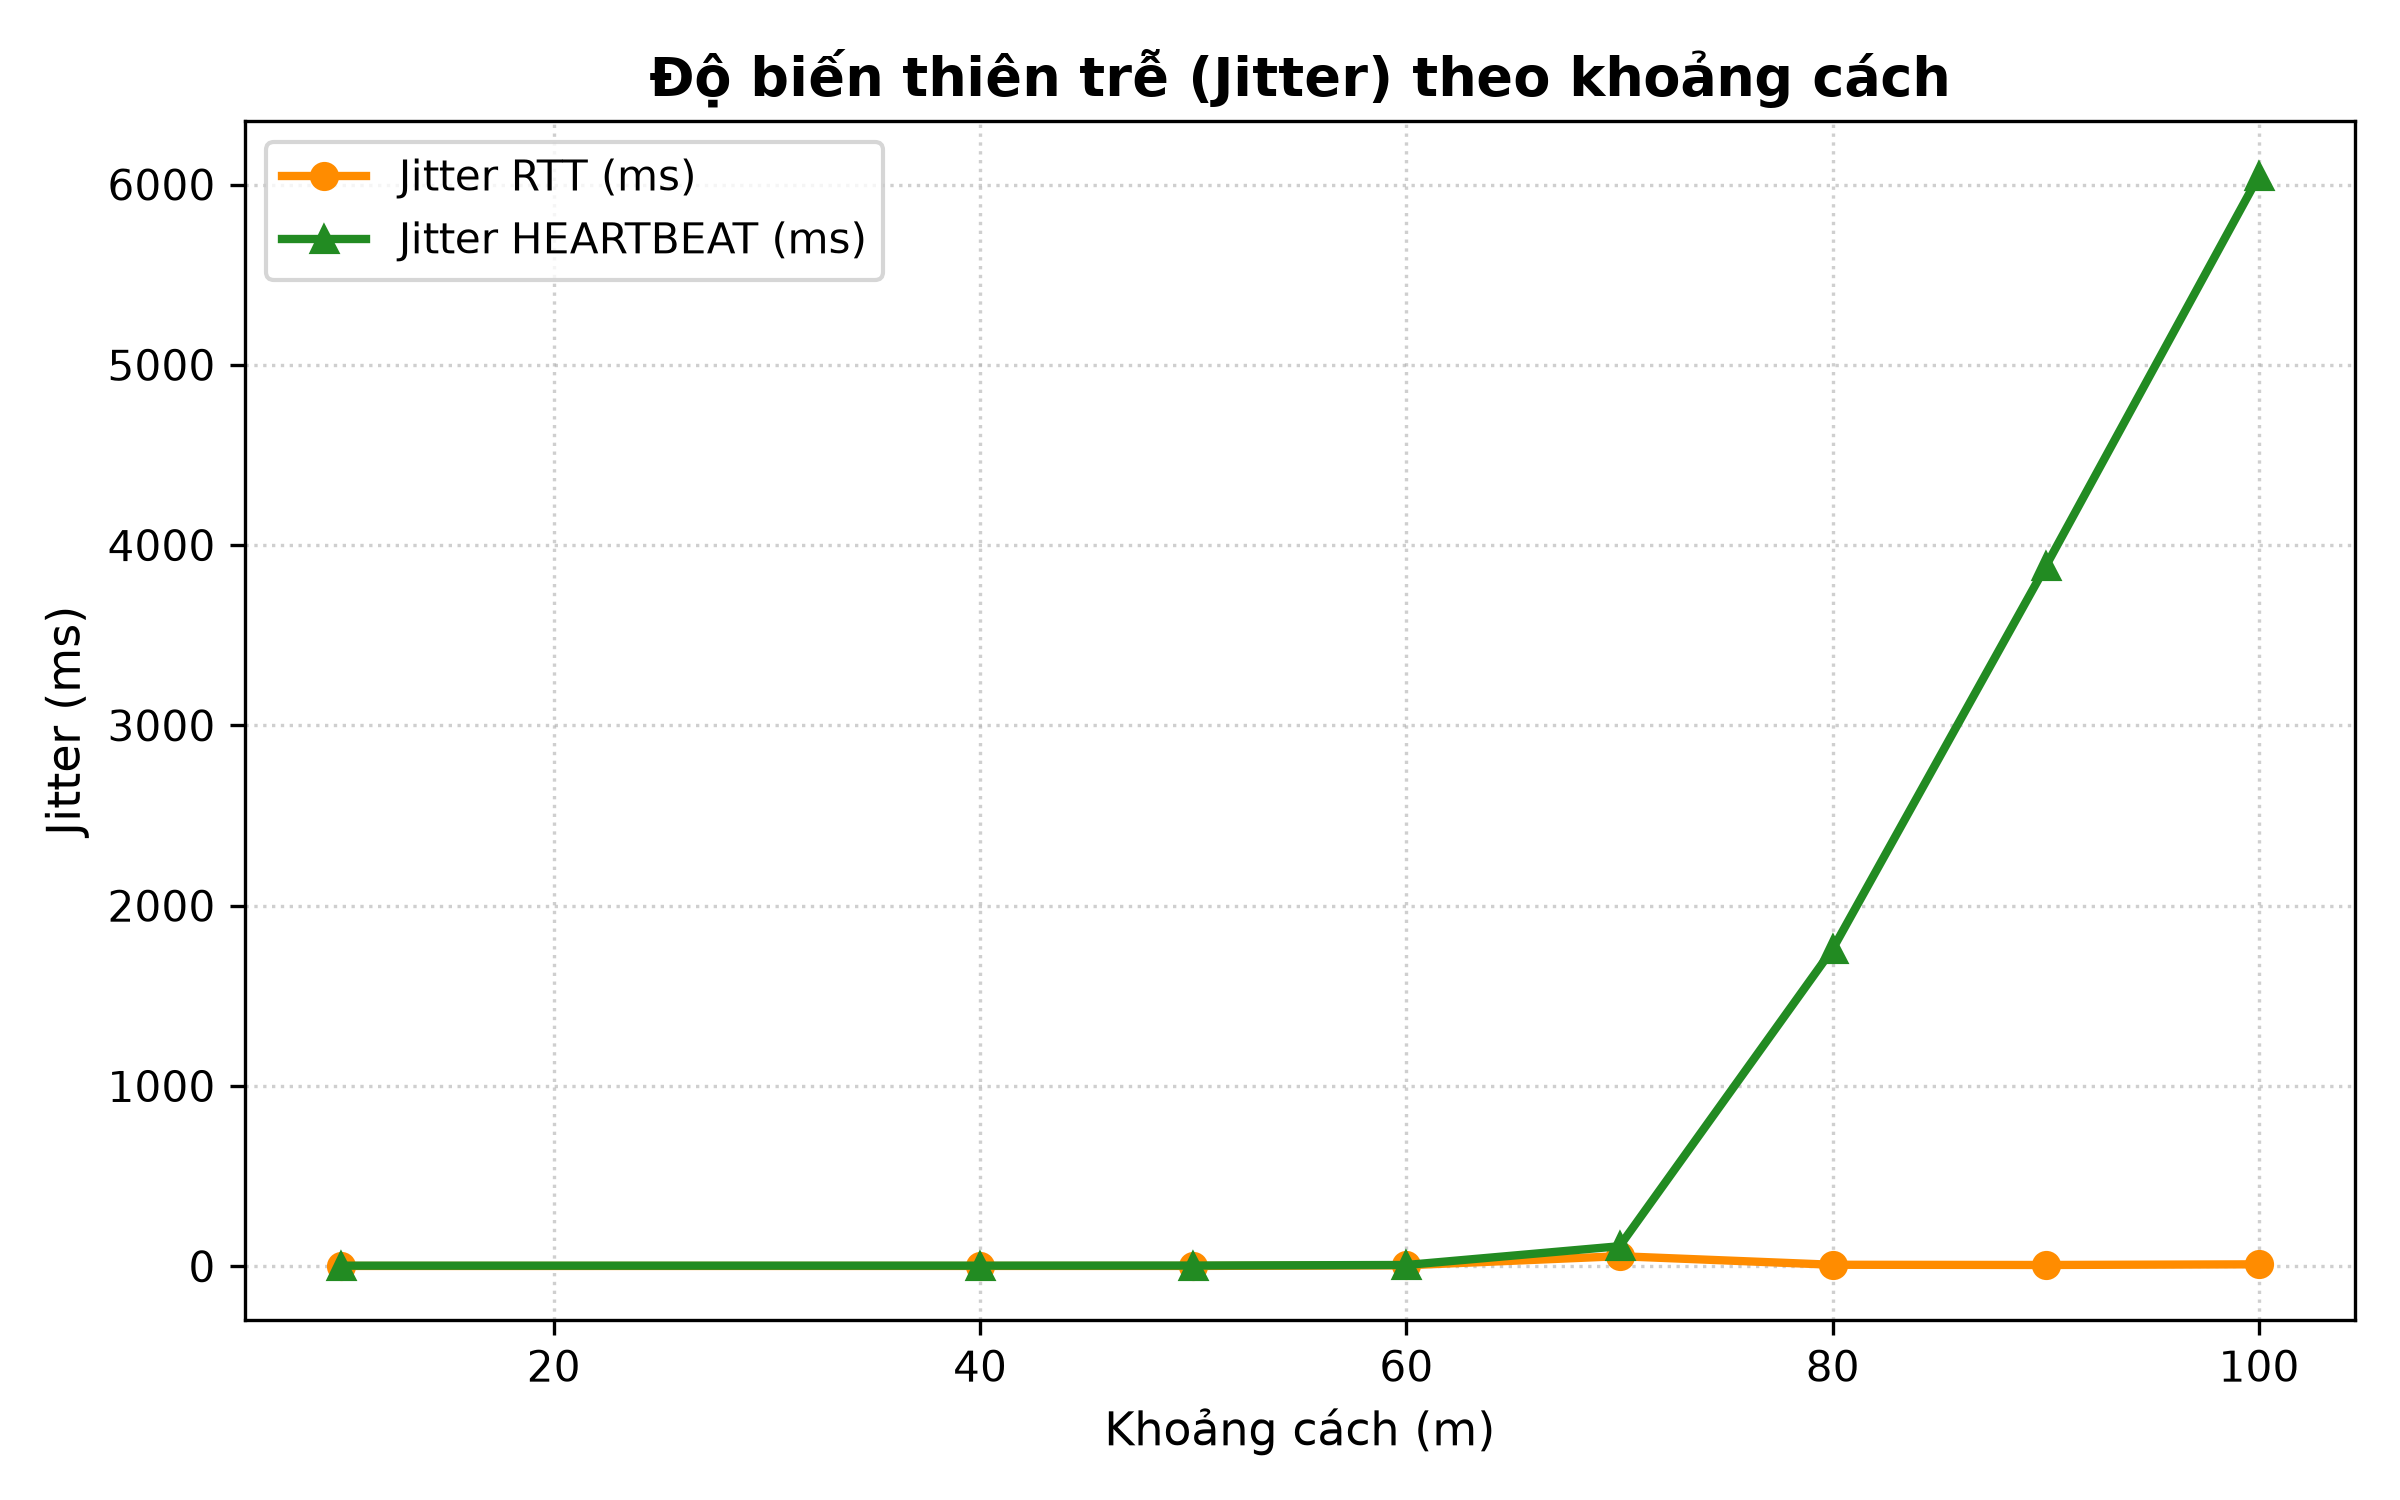 Độ biến thiên trễ (Jitter) theo khoảng cách
Jitter RTT (ms)
Jitter HEARTBEAT (ms)
6000
5000
4000
3000
2000
1000
0
Jitter (ms)
20 40 60 80 100
Khoảng cách (m)